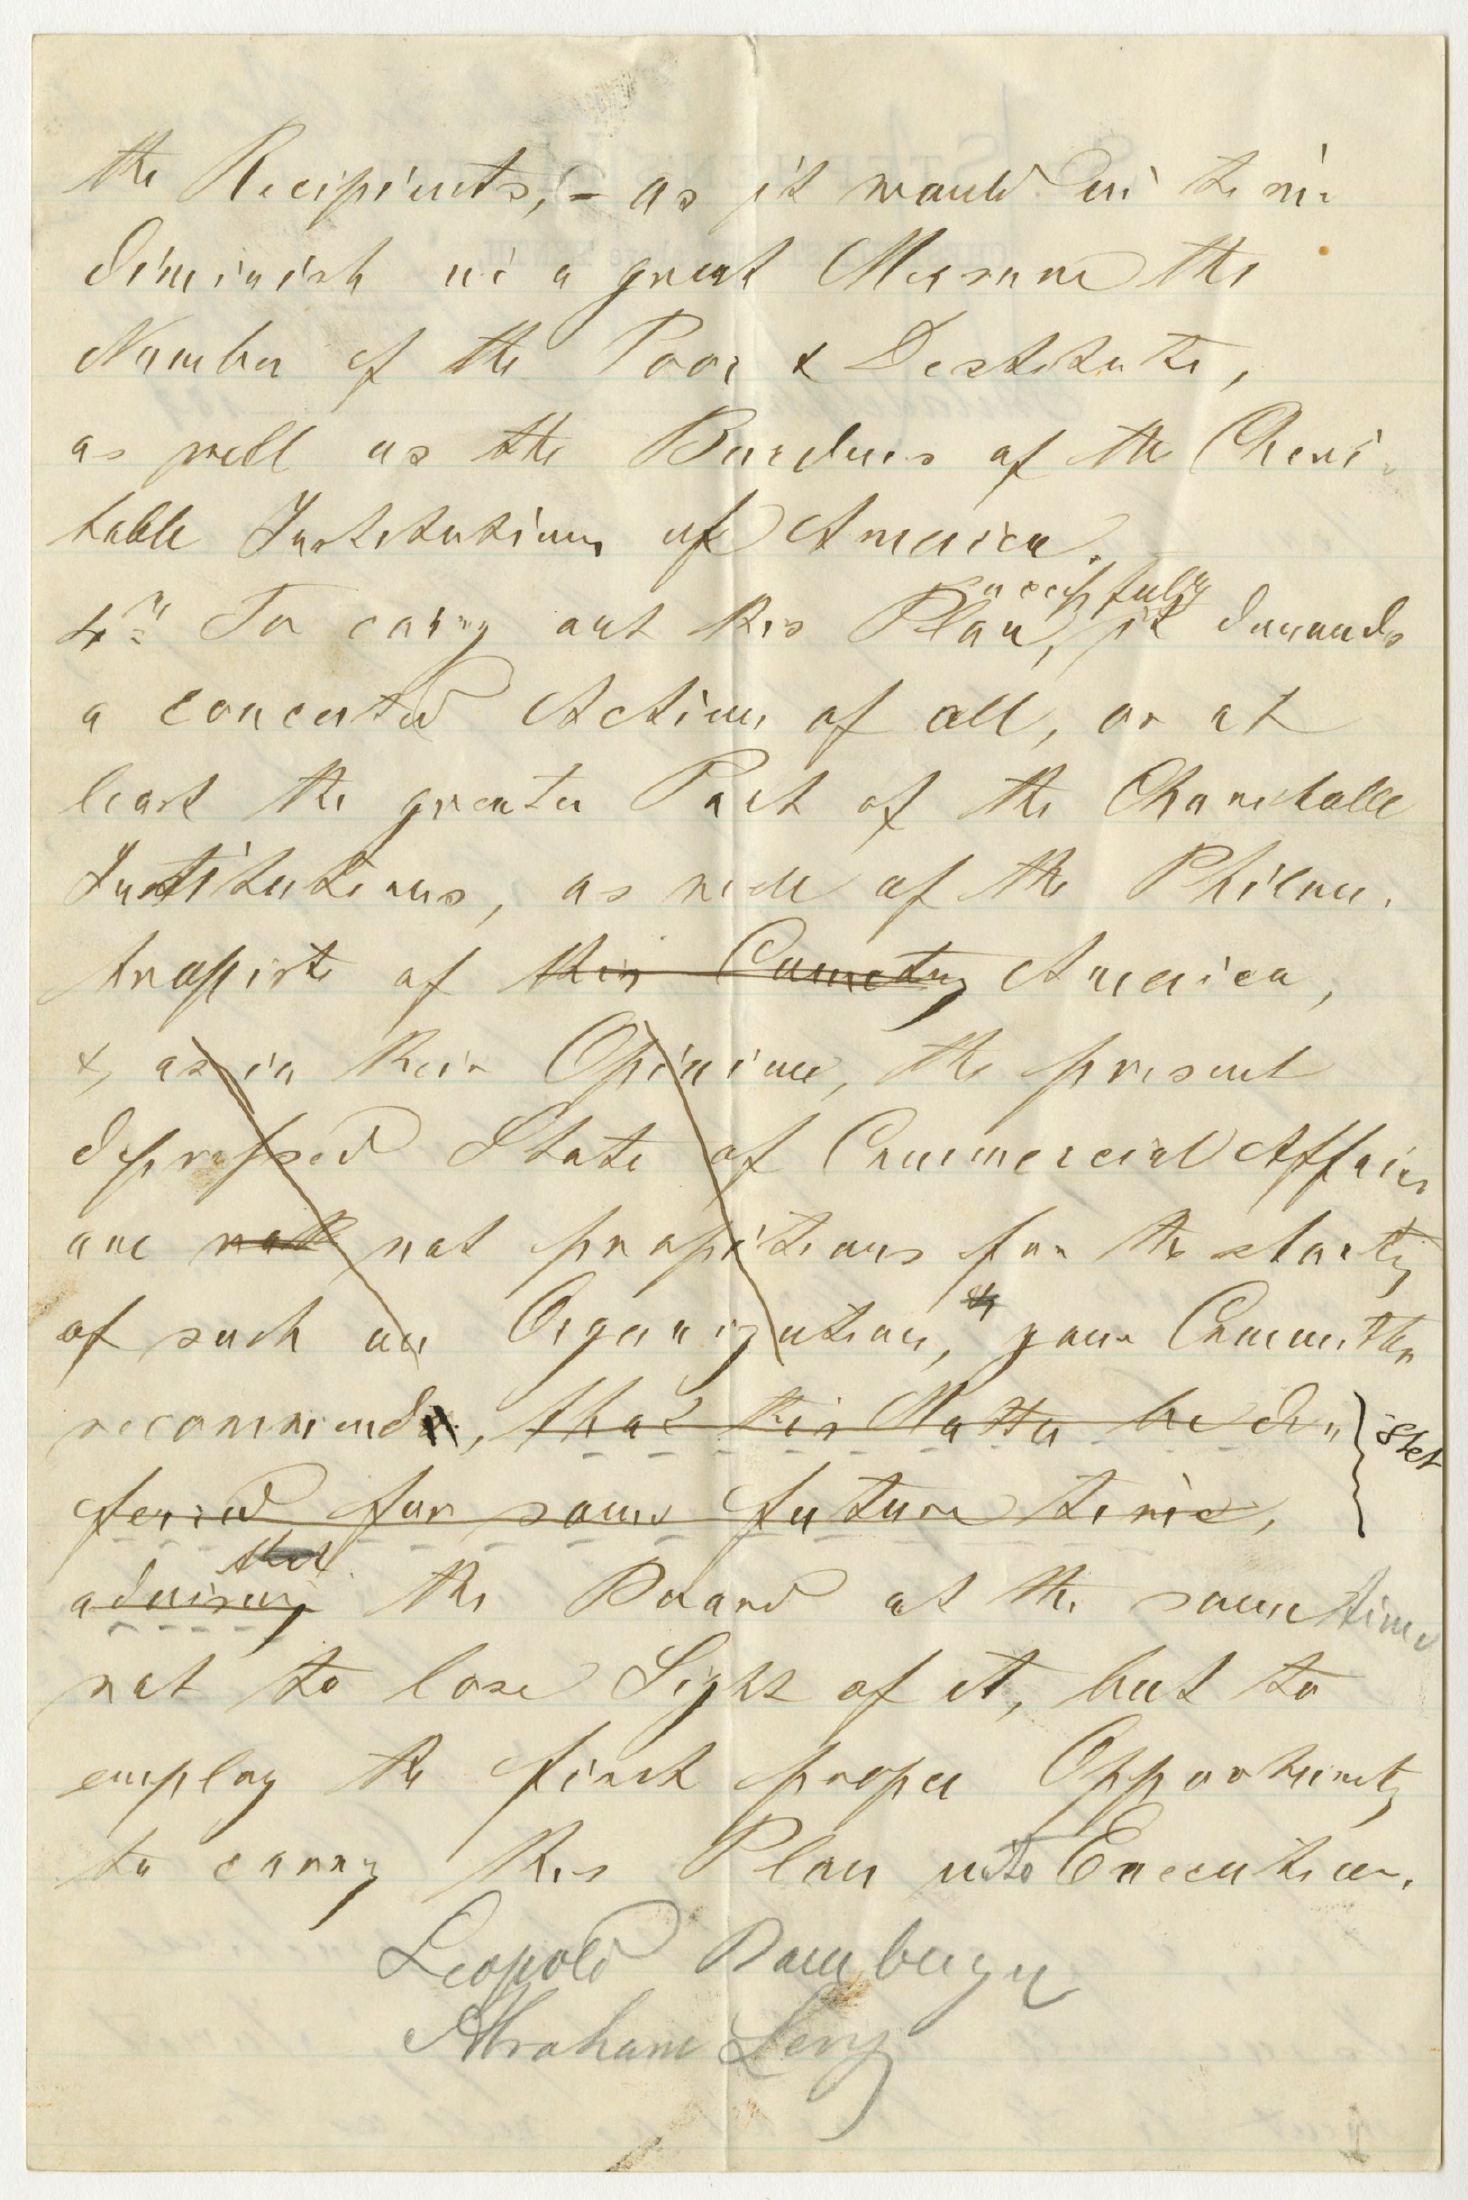 the Recipients, - as it would in time
diminish in a great Measure the
Number of the Poor & Destitute,
as well as the Burdens of the Chari-
table Institutions of America.
successfully
4th To carry out this Plan, it demands
a concerted Action of all, or at
least the greater Part of the Charitable
Institutions, as well of the Philan-
tropists of this Country America,
&, as in their Opinion, the present
depressed State of Commercial Affairs
are not propitious for the starting
of such an Organization, your Committee
recommend, that this Matter be de-
stet
ferred for some future time,
that
advising the Board at the same time
not to lose Sight of it, but to
employ the first proper Opportunity
to carry this Plan into Execution.
Leopold Bamberger
Abraham Levy